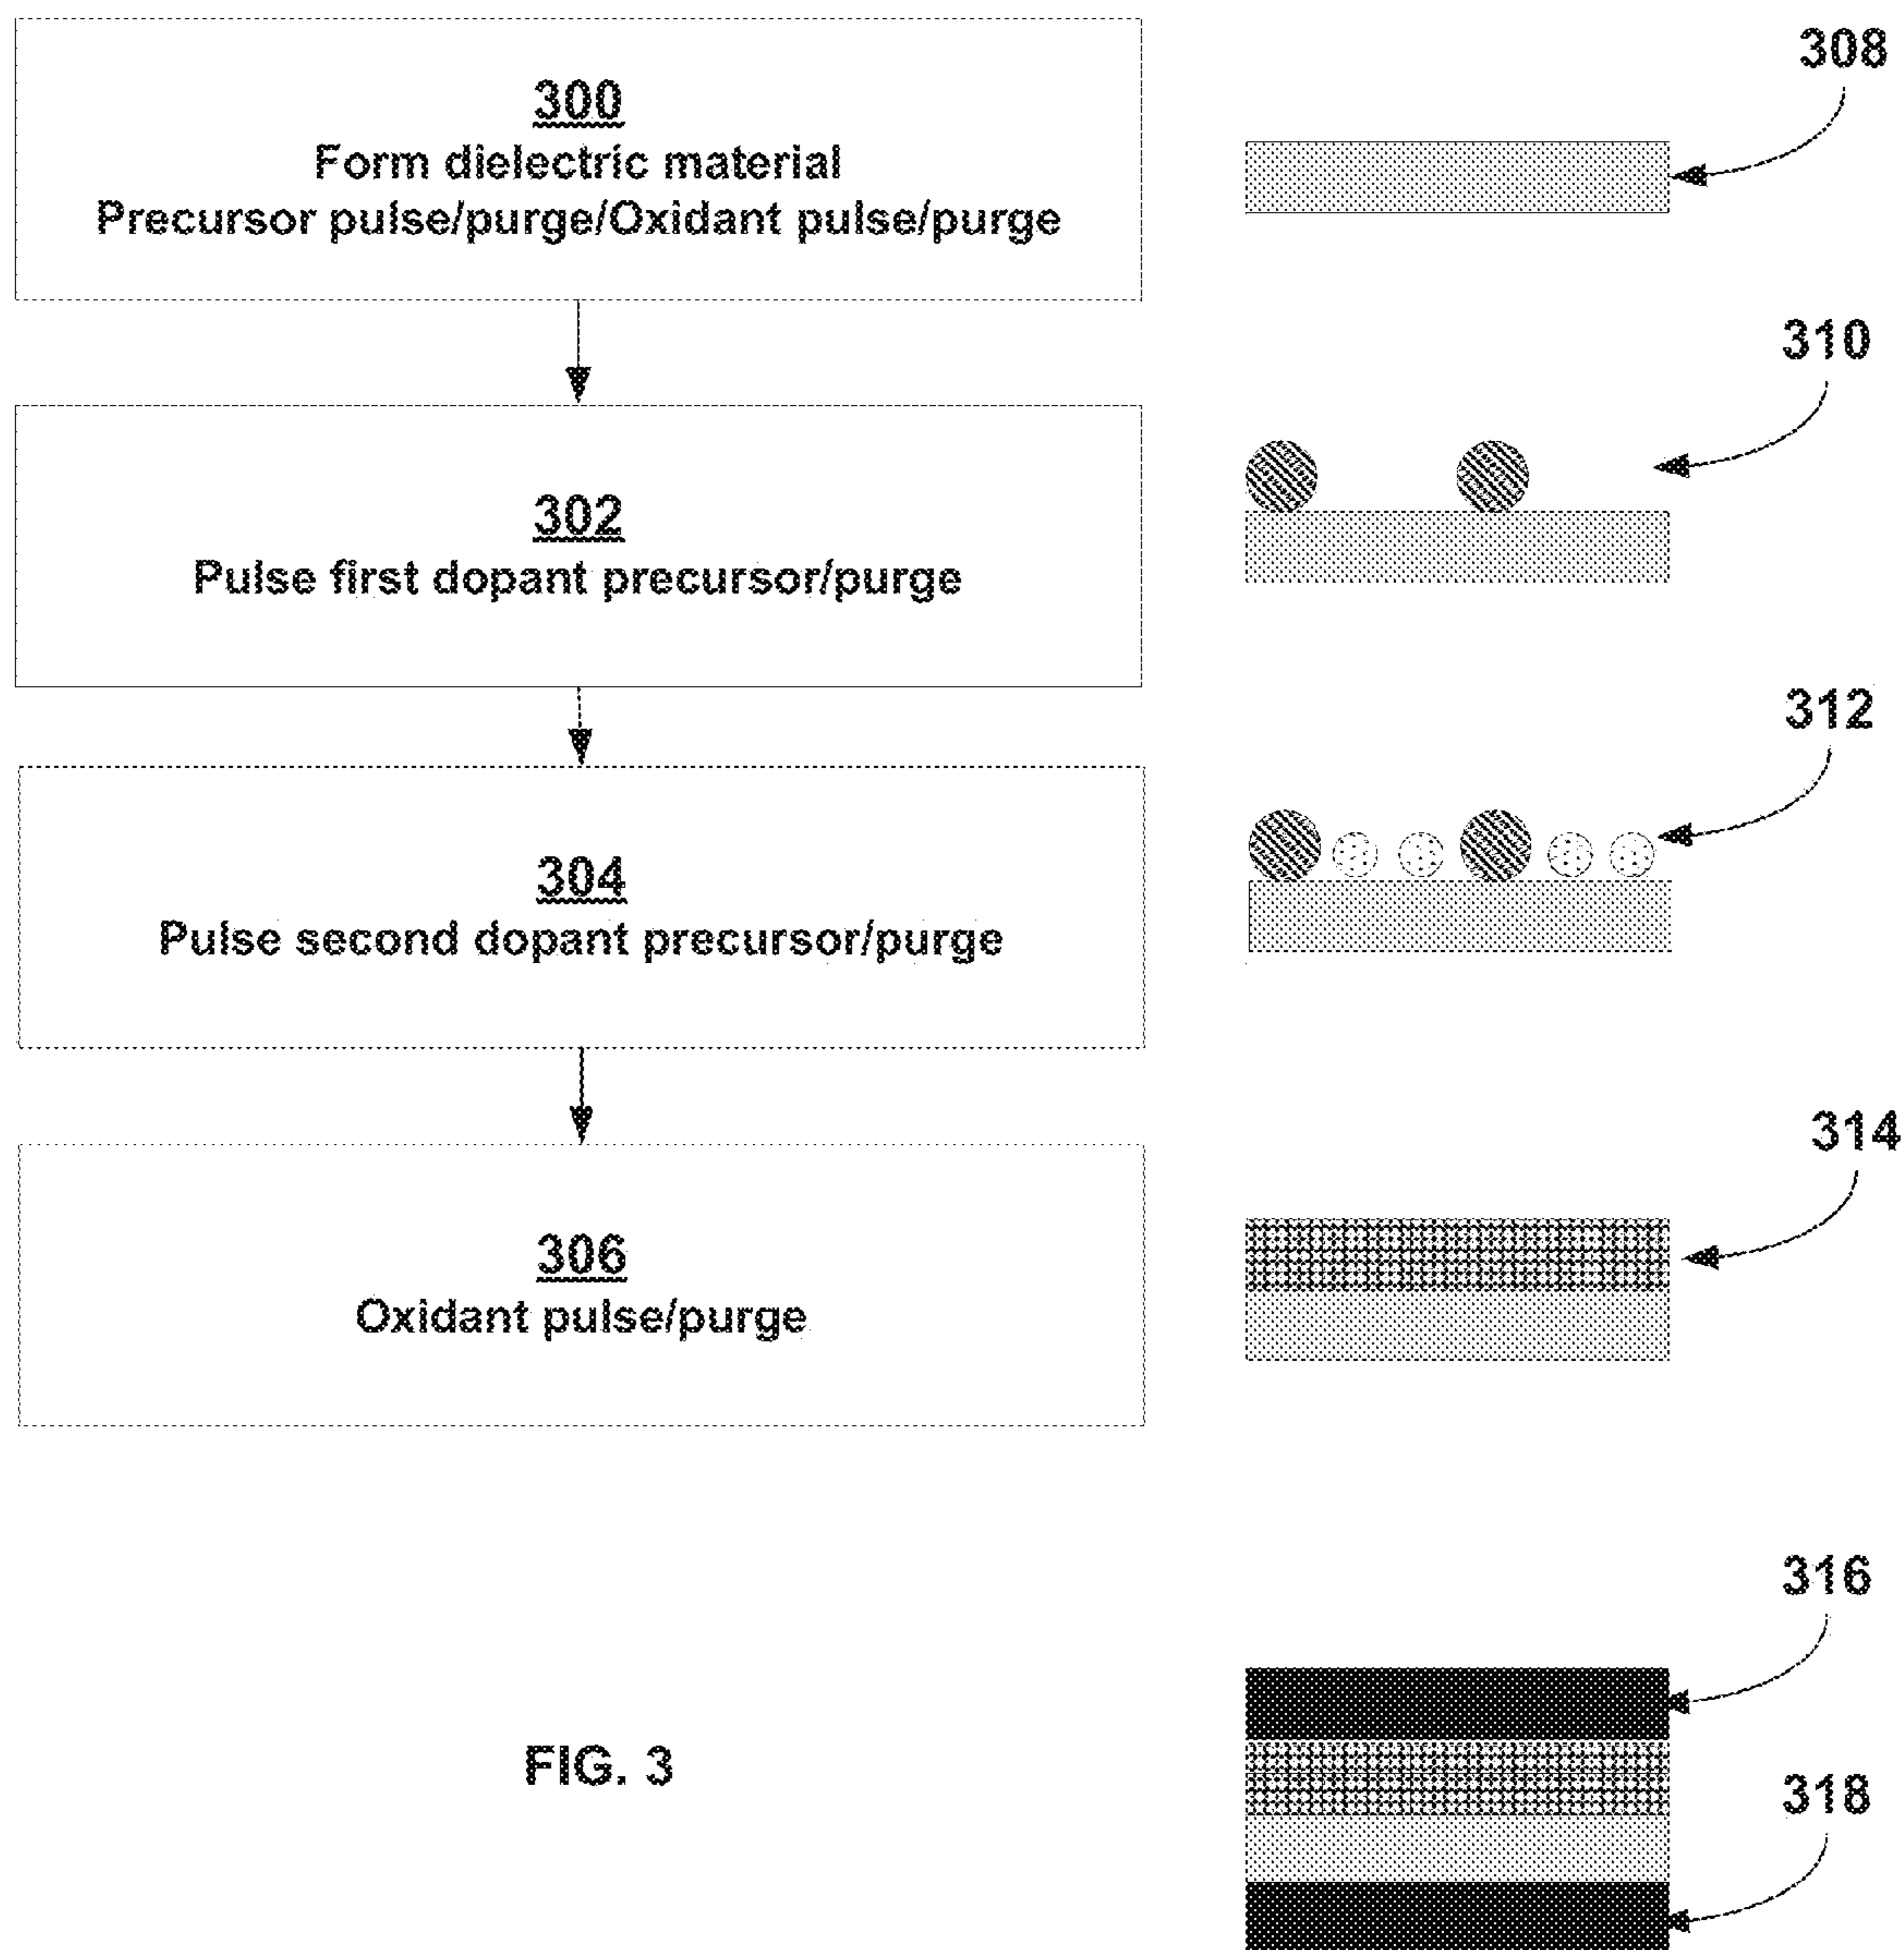 300
Form dielectric material
Precursor pulse/purge/Oxidant pulse/purge
308
302
Pulse first dopant precursor/purge
310
304
Pulse second dopant precursor/purge
312
306
Oxidant pulse/purge
314
316
318
FIG. 3